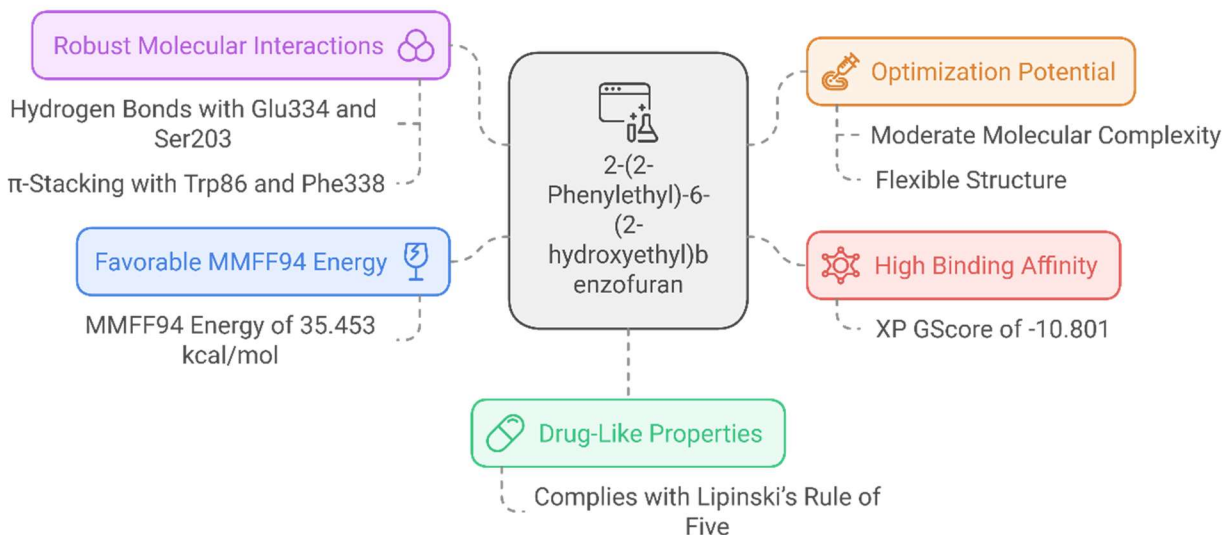 Robust Molecular Interactions
Hydrogen Bonds with Glu334 and
Ser203
π-Stacking with Trp86 and Phe338
Favorable MMFF94 Energy
MMFF94 Energy of 35.453
kcal/mol
2-(2-
Phenylethyl)-6-
(2-
hydroxyethyl)b
enzofuran
Optimization Potential
Moderate Molecular Complexity
Flexible Structure
High Binding Affinity
XP GScore of -10.801
Drug-Like Properties
Complies with Lipinski's Rule of
Five